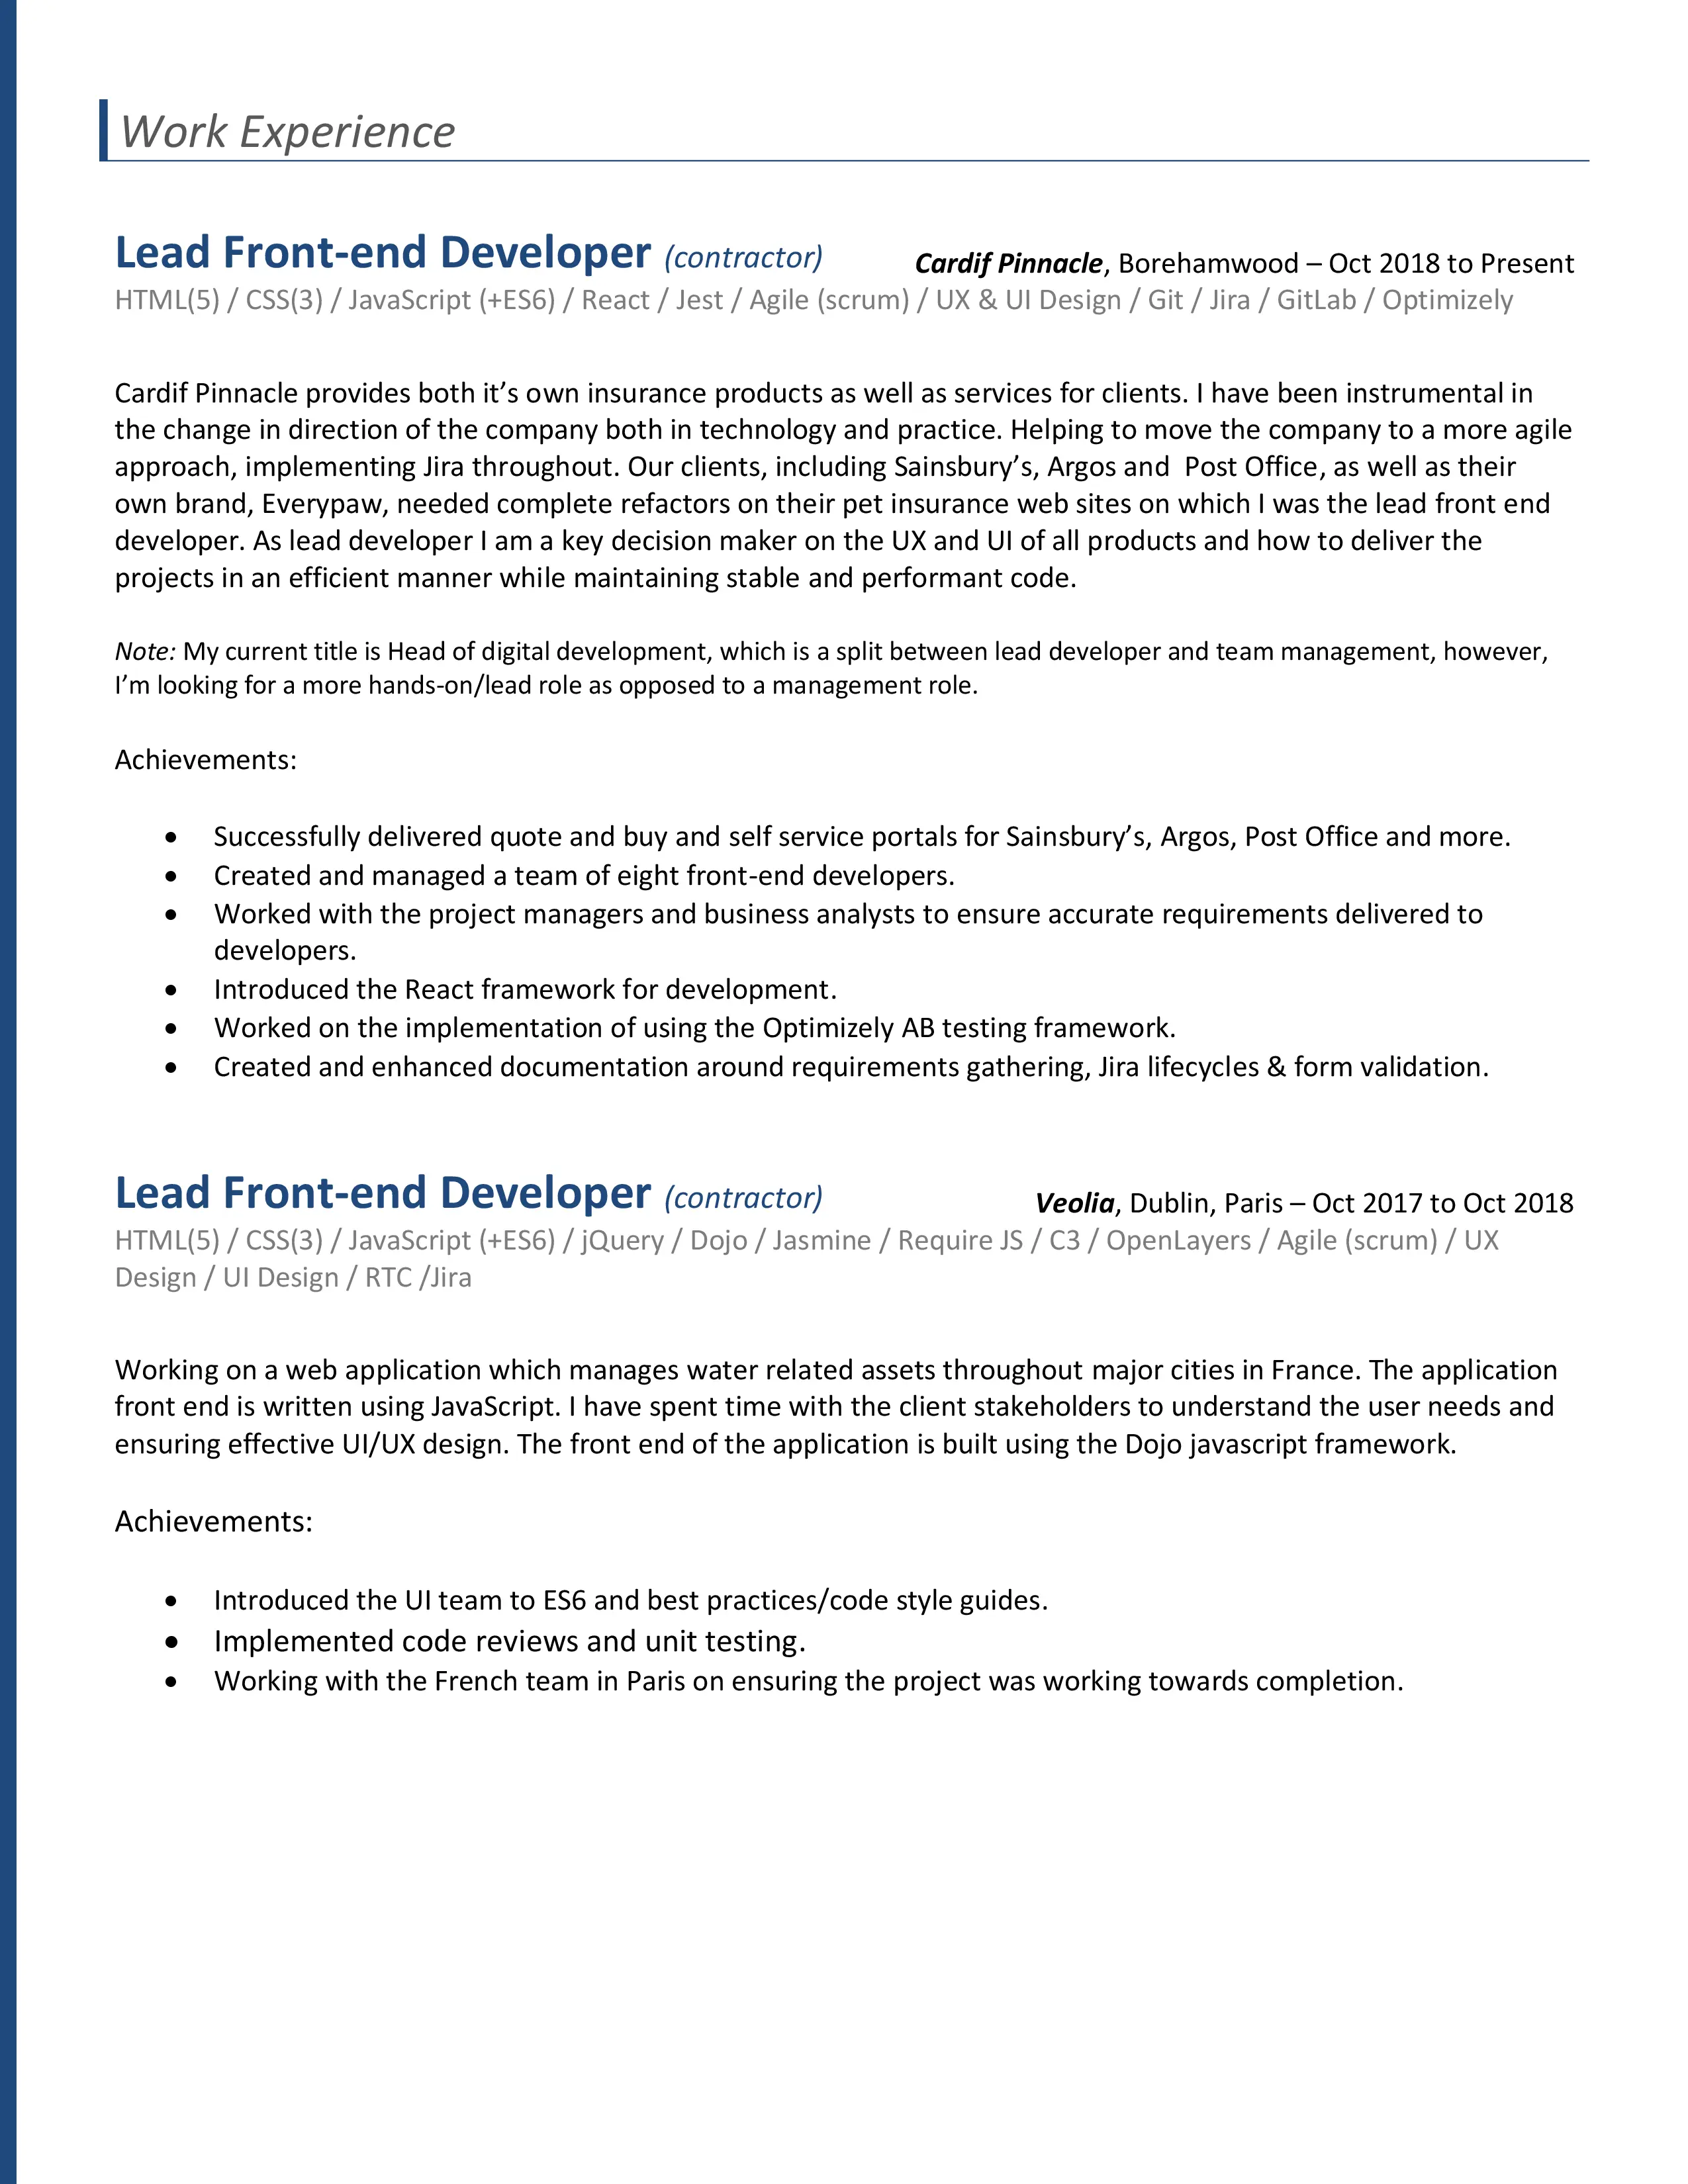 Work Experience
Lead Front-end Developer (contractor) Cardif Pinnacle, Borehamwood – Oct 2018 to Present
HTML(5) / CSS(3) / JavaScript (+ES6) / React / Jest / Agile (scrum) / UX & UI Design / Git / Jira / GitLab / Optimizely
Cardif Pinnacle provides both it’s own insurance products as well as services for clients. I have been instrumental in
the change in direction of the company both in technology and practice. Helping to move the company to a more agile
approach, implementing Jira throughout. Our clients, including Sainsbury’s, Argos and  Post Office, as well as their
own brand, Everypaw, needed complete refactors on their pet insurance web sites on which I was the lead front end
developer. As lead developer I am a key decision maker on the UX and UI of all products and how to deliver the
projects in an efficient manner while maintaining stable and performant code.
Note: My current title is Head of digital development, which is a split between lead developer and team management, however,
I’m looking for a more hands-on/lead role as opposed to a management role.
Achievements:
• Successfully delivered quote and buy and self service portals for Sainsbury’s, Argos, Post Office and more.
• Created and managed a team of eight front-end developers.
• Worked with the project managers and business analysts to ensure accurate requirements delivered to
developers.
• Introduced the React framework for development.
• Worked on the implementation of using the Optimizely AB testing framework.
• Created and enhanced documentation around requirements gathering, Jira lifecycles & form validation.
Lead Front-end Developer (contractor) Veolia, Dublin, Paris – Oct 2017 to Oct 2018
HTML(5) / CSS(3) / JavaScript (+ES6) / jQuery / Dojo / Jasmine / Require JS / C3 / OpenLayers / Agile (scrum) / UX
Design / UI Design / RTC /Jira
Working on a web application which manages water related assets throughout major cities in France. The application
front end is written using JavaScript. I have spent time with the client stakeholders to understand the user needs and
ensuring effective UI/UX design. The front end of the application is built using the Dojo javascript framework.
Achievements:
• Introduced the UI team to ES6 and best practices/code style guides.
• Implemented code reviews and unit testing.
• Working with the French team in Paris on ensuring the project was working towards completion.